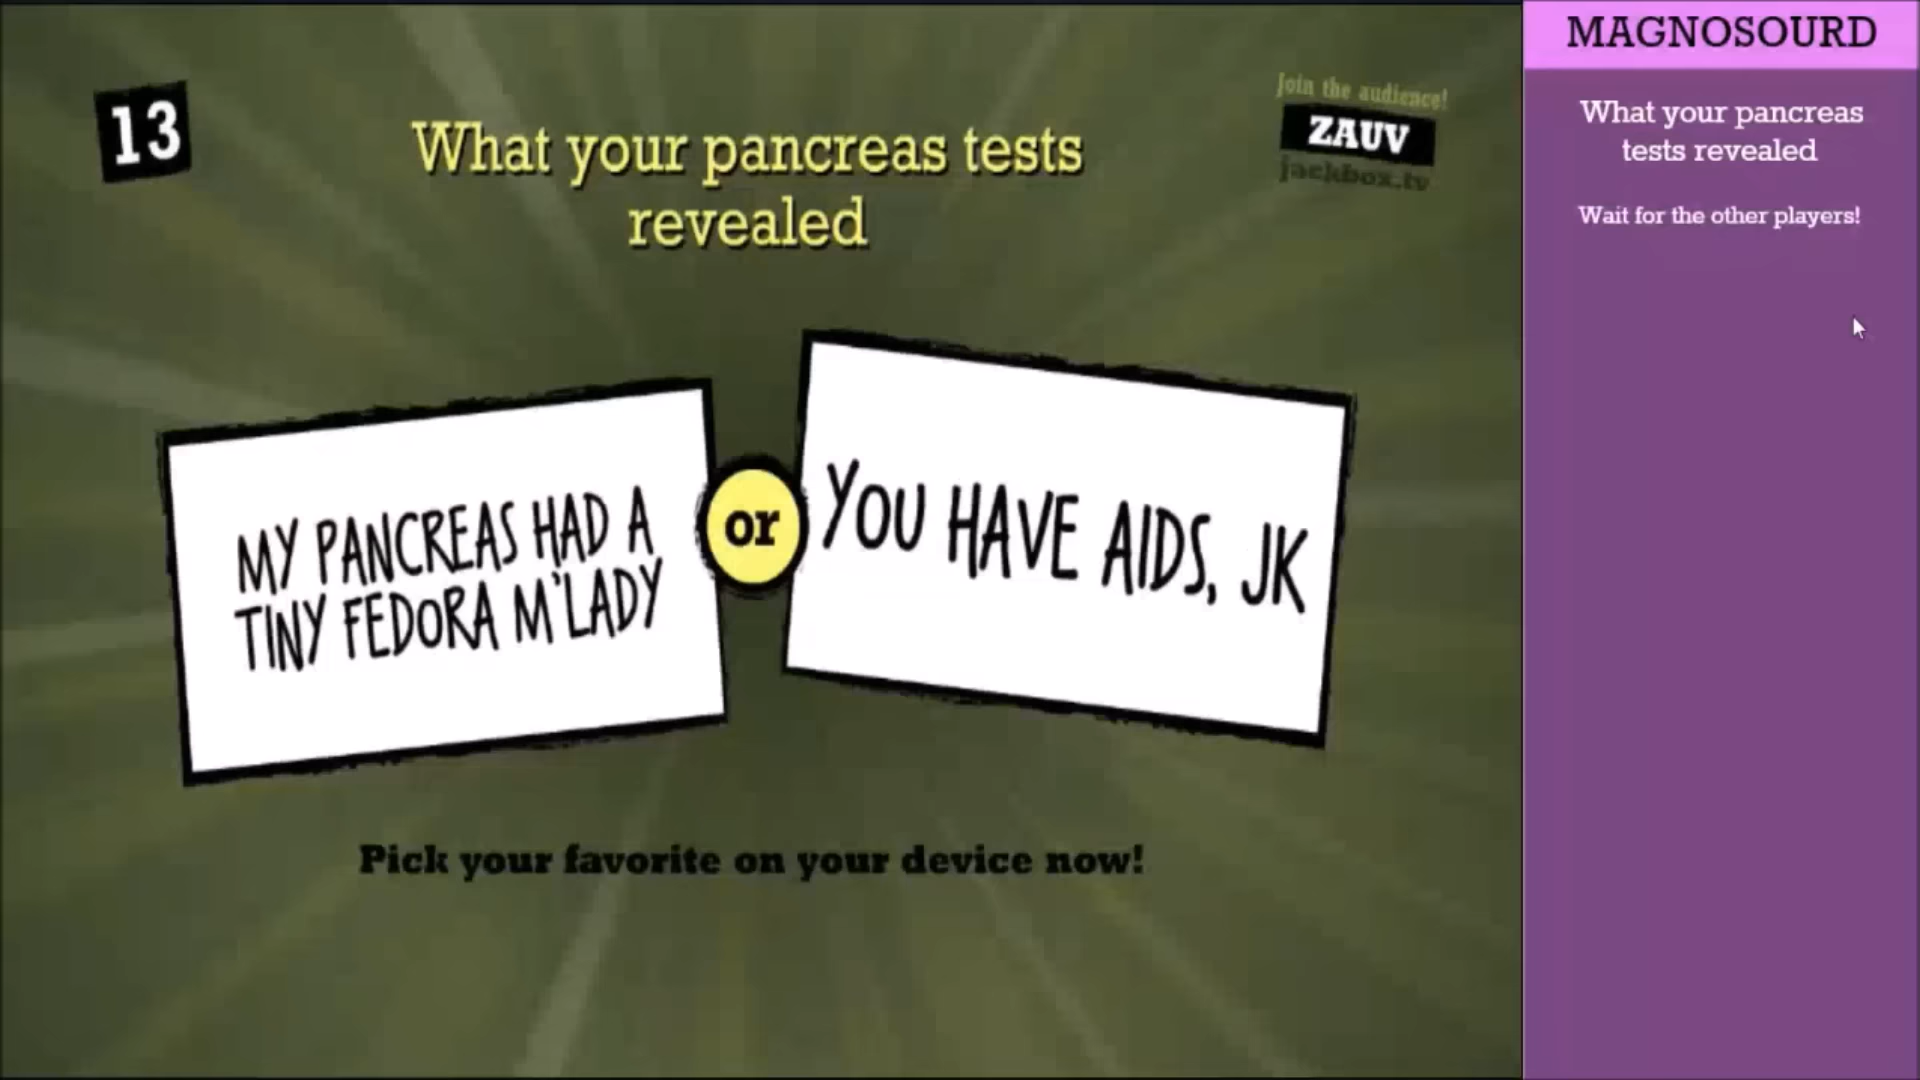 13
What your pancreas tests
revealed
Join the audience!
ZAUV
jackbox.tv
MY PANCREAS HAD A
TINY FEDORA M'LADY
or
YOU HAVE AIDS, JK
Pick your favorite on your device now!
MAGNOSOURD
What your pancreas
tests revealed
Wait for the other players!